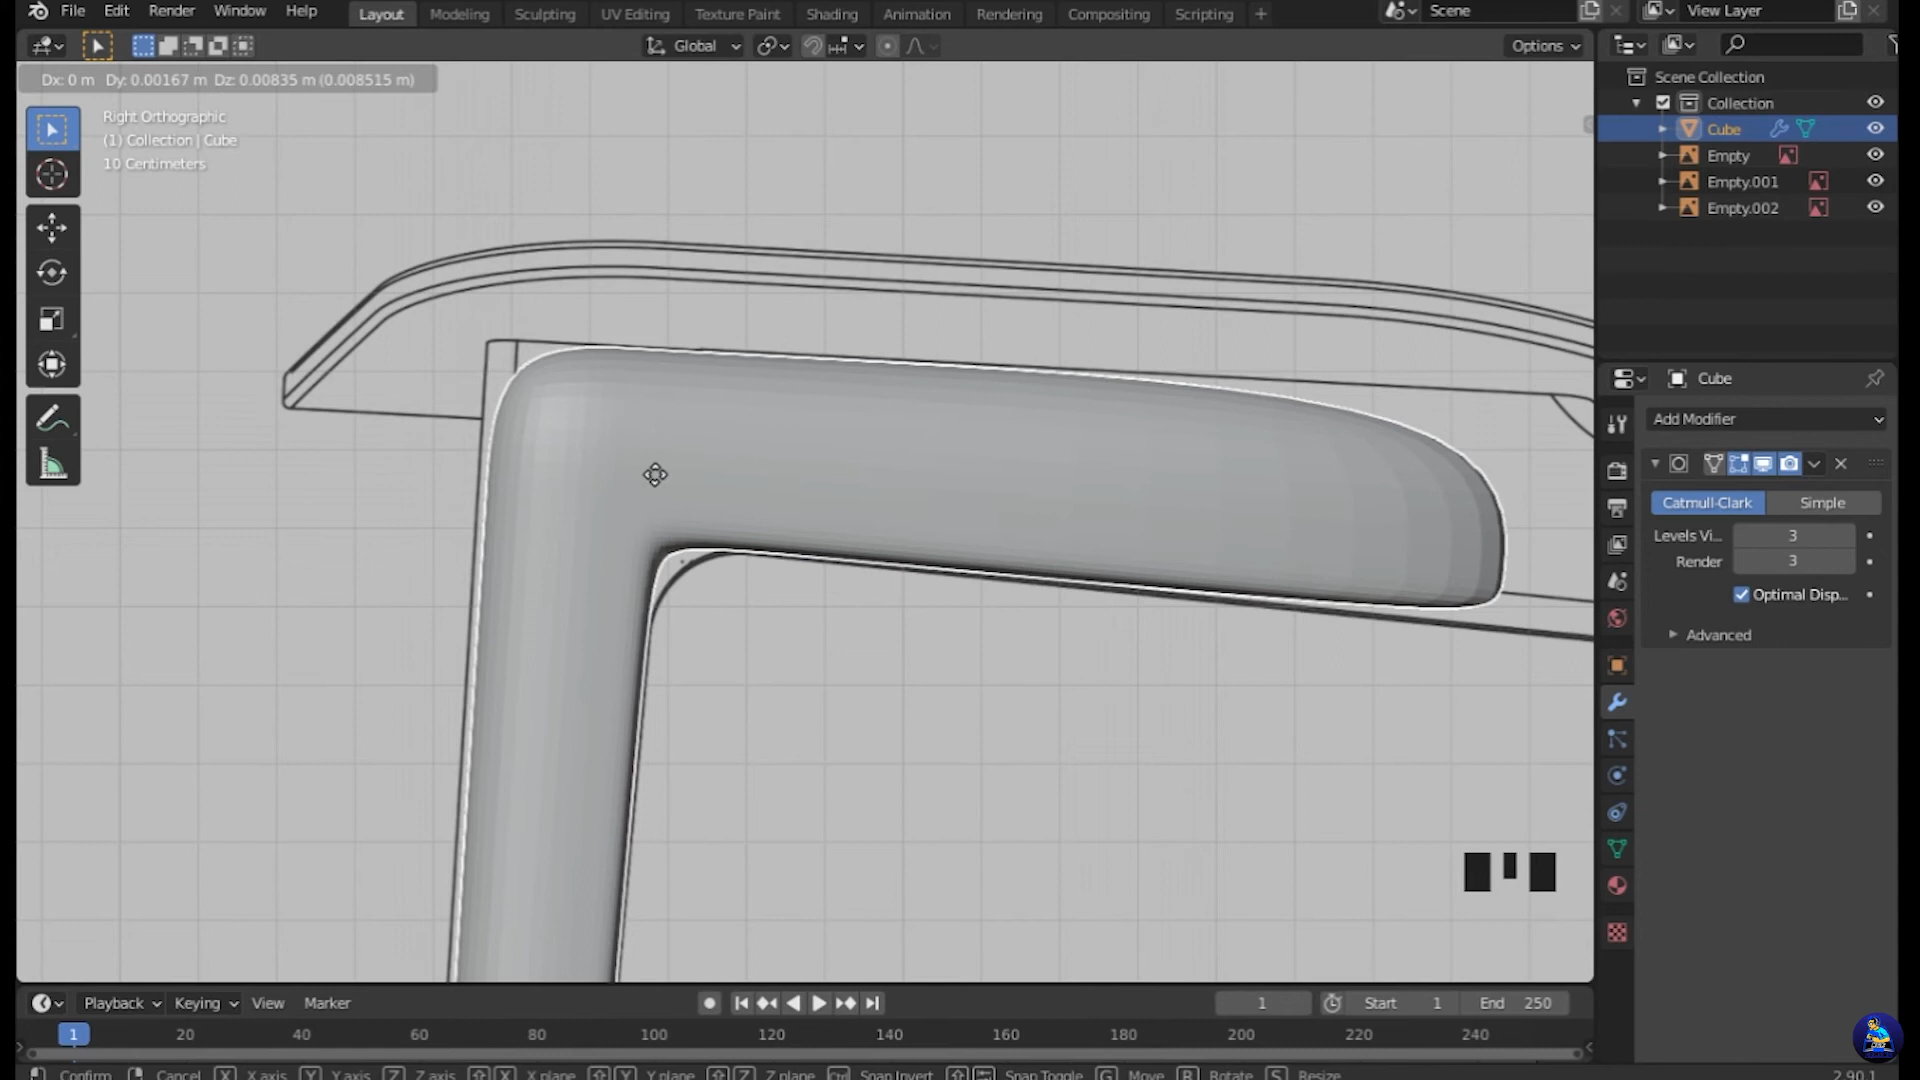 File Edit Render Window Help Layout Modeling Sculpting UV Editing Texture Paint Shading Animation Rendering Compositing Scripting + Scene View Layer
Global Options
Dx: 0 m Dy: 0.00167 m Dz: 0.00835 m (0.008515 m)
Right Orthographic
(1) Collection | Cube
10 Centimeters
Scene Collection
Collection
Cube
Empty
Empty.001
Empty.002
Cube
Add Modifier
Catmull-Clark Simple
Levels Vi... 3
Render 3
Optimal Disp...
Advanced
Playback Keying View Marker 1 Start 1 End 250
1 20 40 60 80 100 120 140 160 180 200 220 240
Confirm Cancel X X axis Y Y axis Z Z axis X X plane Y Y plane Z Z plane Ctrl Snap Invert Snap Toggle G Move R Rotate S Resize 2.90.1